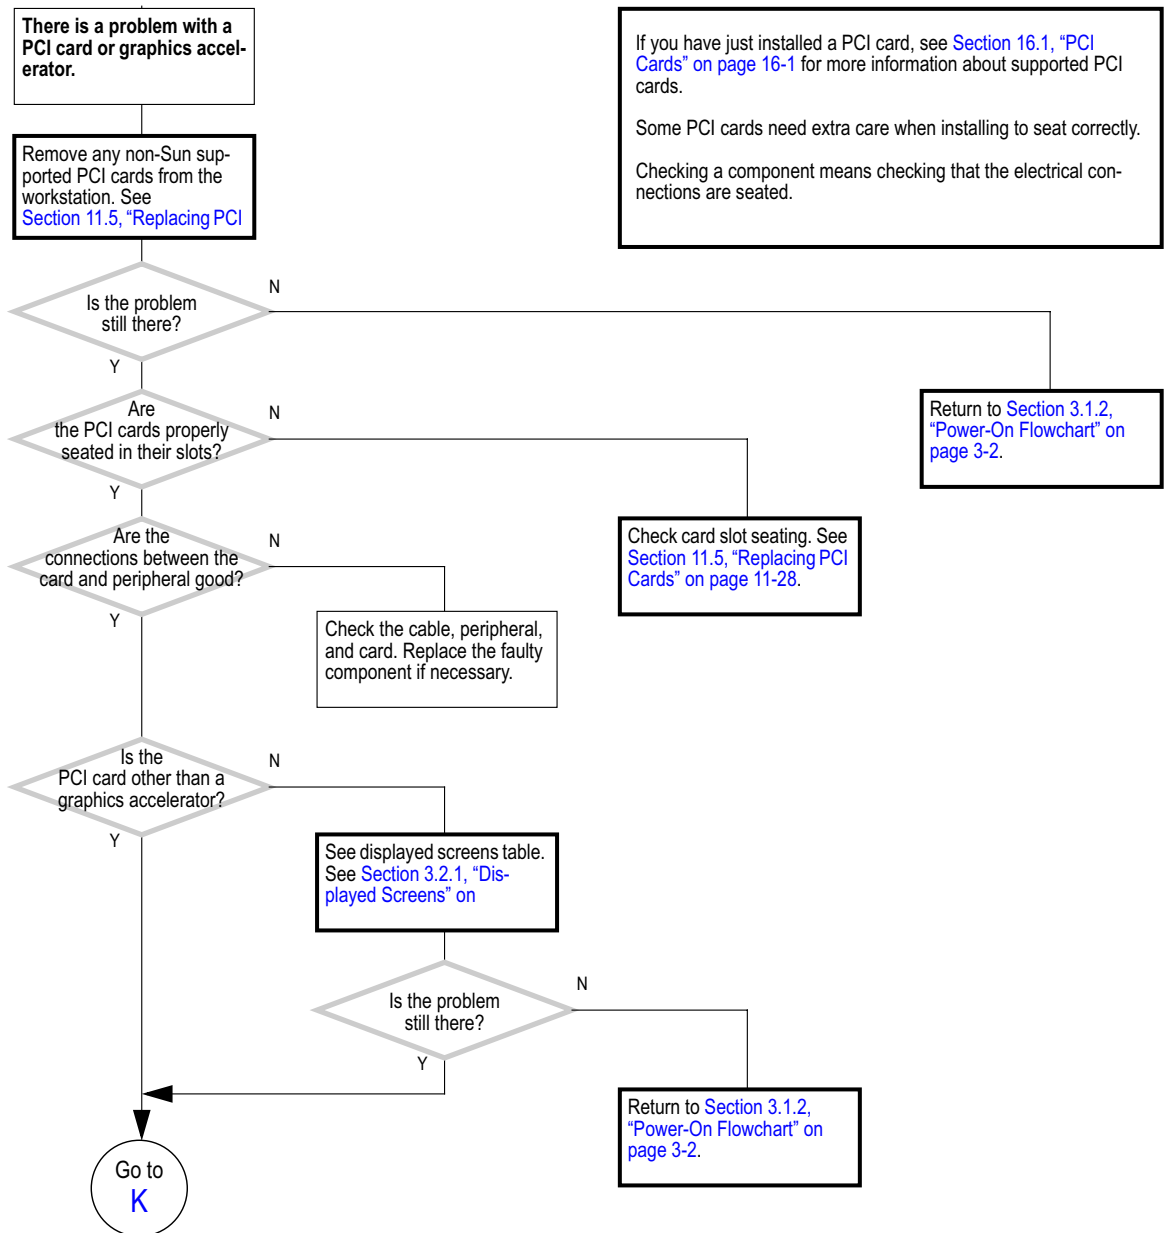 There is a problem with a
PCI card or graphics accel-
erator.
If you have just installed a PCI card, see Section 16.1, “PCI
Cards” on page 16-1 for more information about supported PCI
cards.
Some PCI cards need extra care when installing to seat correctly.
Checking a component means checking that the electrical con-
nections are seated.
Remove any non-Sun sup-
ported PCI cards from the
workstation. See
Section 11.5, “Replacing PCI
Is the problem
still there?
N
Y
Return to Section 3.1.2,
“Power-On Flowchart” on
page 3-2.
Are
the PCI cards properly
seated in their slots?
N
Y
Check card slot seating. See
Section 11.5, “Replacing PCI
Cards” on page 11-28.
Are the
connections between the
card and peripheral good?
N
Y
Check the cable, peripheral,
and card. Replace the faulty
component if necessary.
Is the
PCI card other than a
graphics accelerator?
N
Y
See displayed screens table.
See Section 3.2.1, “Dis-
played Screens” on
Is the problem
still there?
N
Y
Return to Section 3.1.2,
“Power-On Flowchart” on
page 3-2.
Go to
K